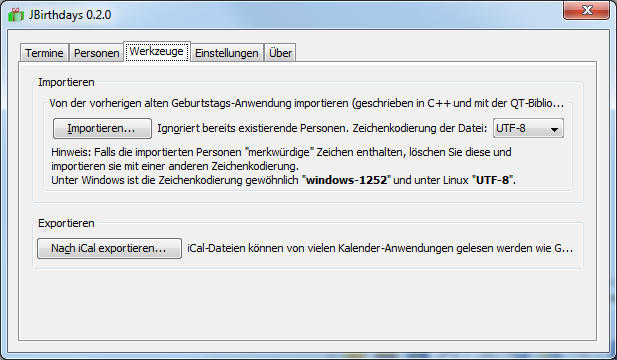 JBirthdays 0.2.0
Termine Personen Werkzeuge Einstellungen Über
Importieren
Von der vorherigen alten Geburtstags-Anwendung importieren (geschrieben in C++ und mit der QT-Biblio...
Importieren... Ignoriert bereits existierende Personen. Zeichenkodierung der Datei: UTF-8
Hinweis: Falls die importierten Personen "merkwürdige" Zeichen enthalten, löschen Sie diese und
importieren sie mit einer anderen Zeichenkodierung.
Unter Windows ist die Zeichenkodierung gewöhnlich "windows-1252" und unter Linux "UTF-8".
Exportieren
Nach iCal exportieren... iCal-Dateien können von vielen Kalender-Anwendungen gelesen werden wie G...